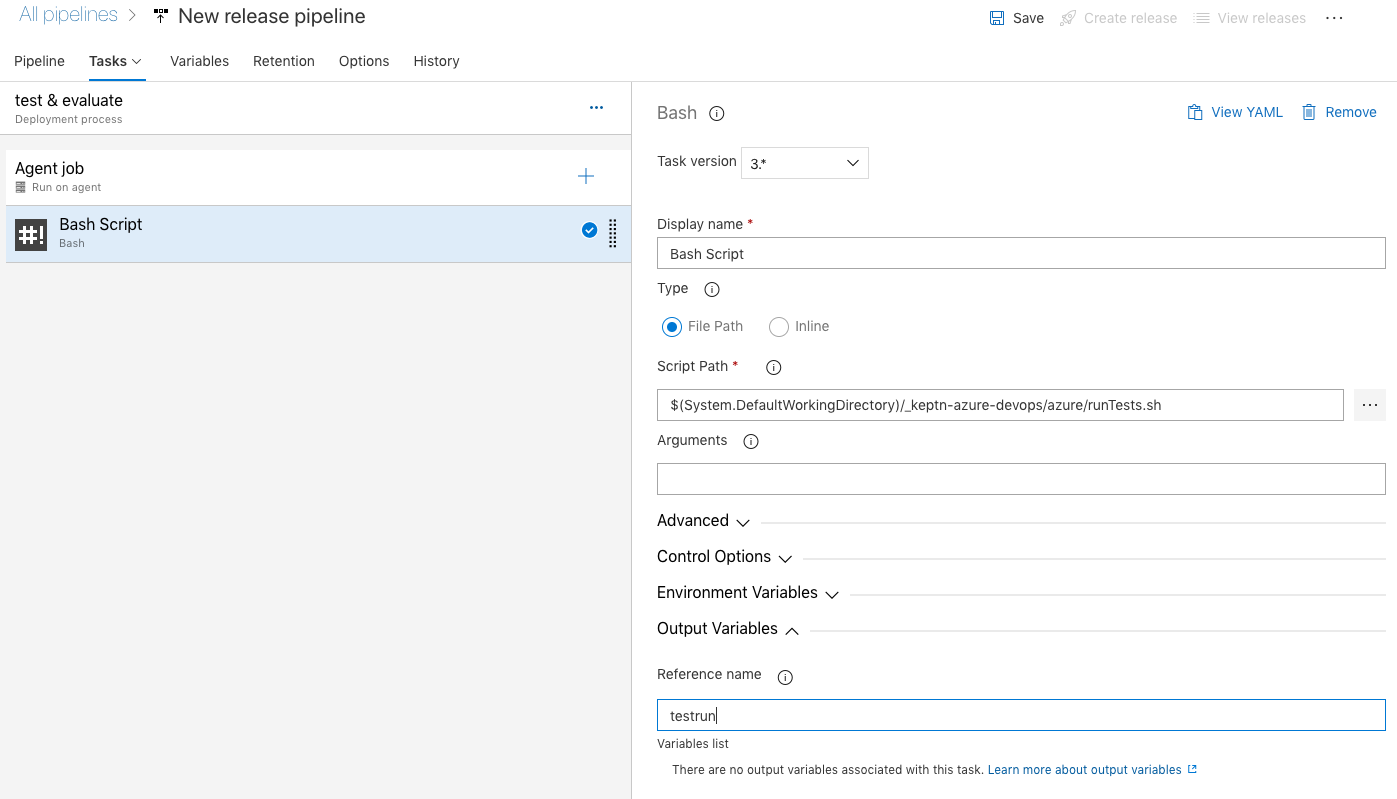 All pipelines > New release pipeline
Save Create release View releases ...
Pipeline Tasks Variables Retention Options History
test & evaluate
Deployment process
...
Agent job
Run on agent
+
#! Bash Script
Bash
Bash
View YAML Remove
Task version 3.*
Display name *
Bash Script
Type
File Path Inline
Script Path *
$(System.DefaultWorkingDirectory)/_keptn-azure-devops/azure/runTests.sh
...
Arguments
Advanced
Control Options
Environment Variables
Output Variables
Reference name
testrun
Variables list
There are no output variables associated with this task. Learn more about output variables